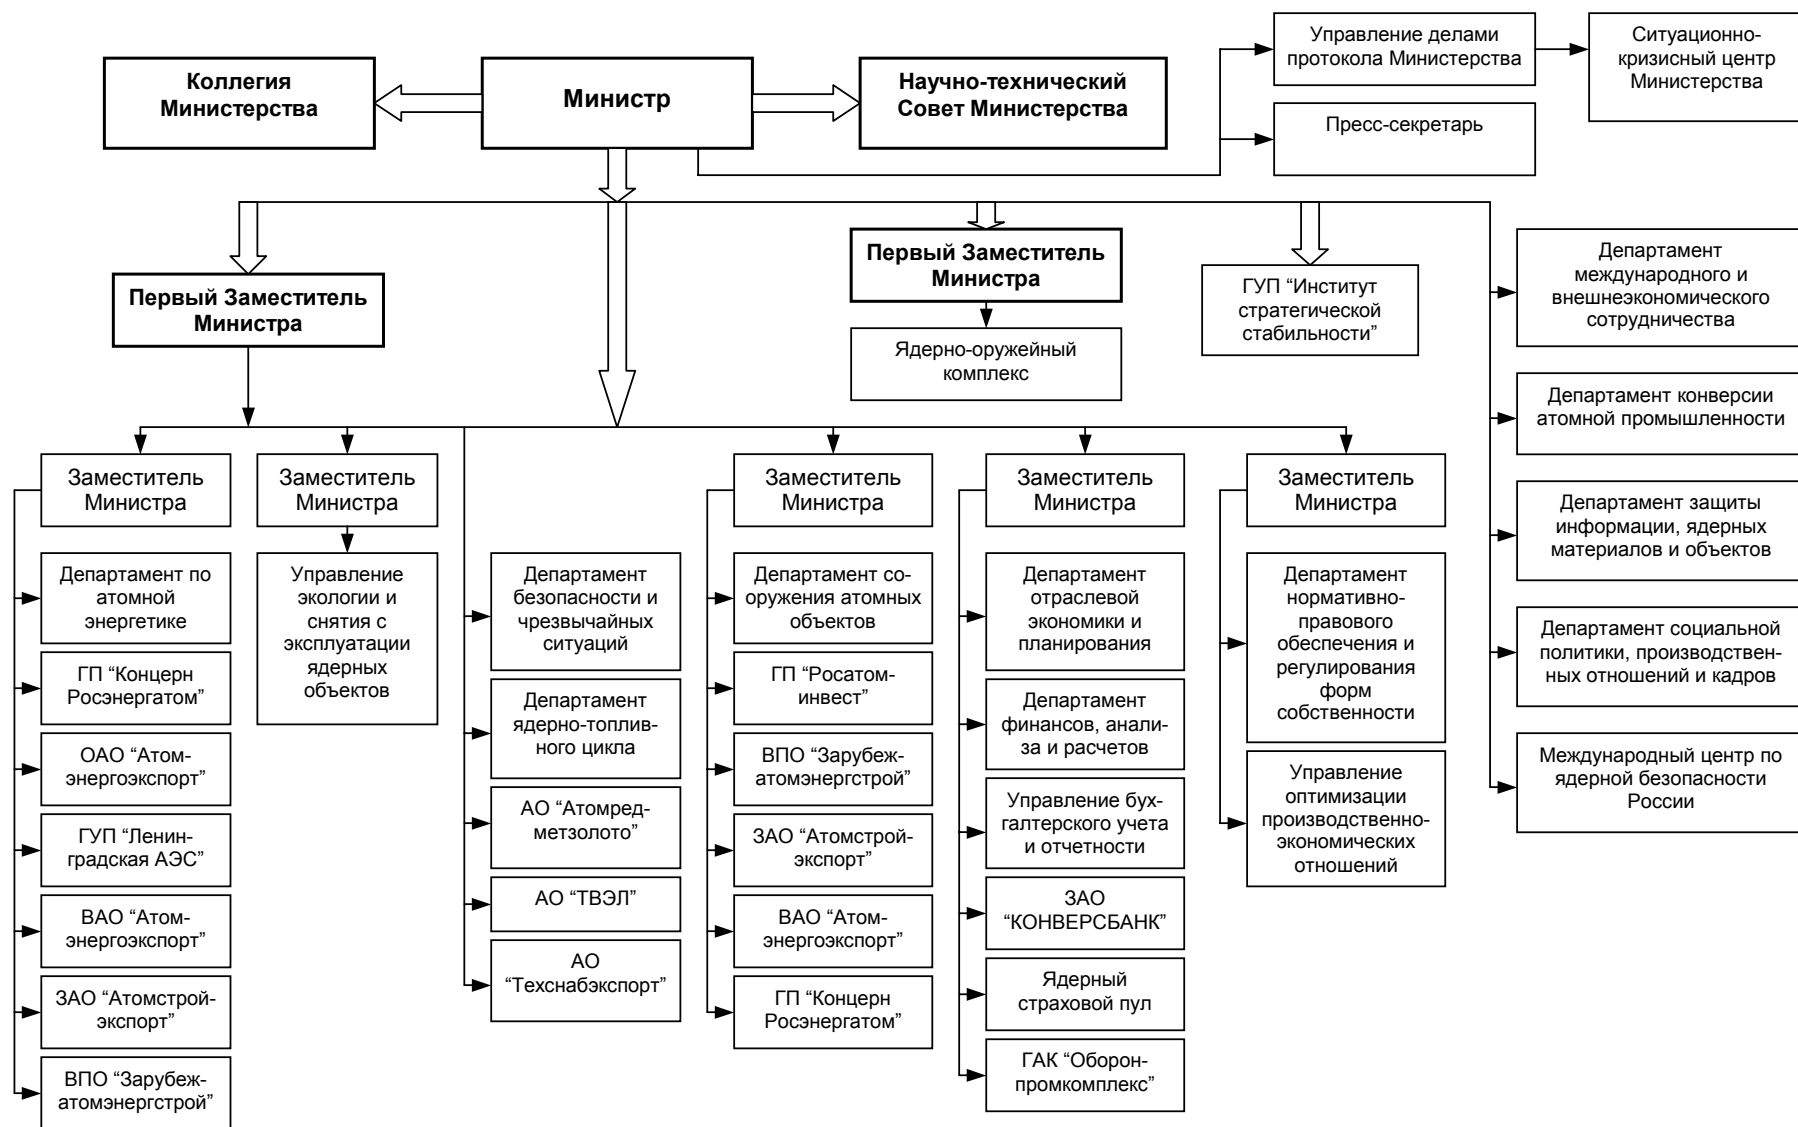 Коллегия
Министерства
Министр
Научно-технический
Совет Министерства
Управление делами
протокола Министерства
Ситуационно-
кризисный центр
Министерства
Пресс-секретарь
Первый Заместитель
Министра
Первый Заместитель
Министра
Ядерно-оружейный
комплекс
ГУП “Институт
стратегической
стабильности”
Департамент
международного и
внешнеэкономического
сотрудничества
Департамент конверсии
атомной промышленности
Департамент защиты
информации, ядерных
материалов и объектов
Департамент социальной
политики, производствен-
ных отношений и кадров
Международный центр по
ядерной безопасности
России
Заместитель
Министра
Департамент по
атомной
энергетике
ГП “Концерн
Росэнергатом”
ОАО “Атом-
энергоэкспорт”
ГУП “Ленин-
градская АЭС”
ВАО “Атом-
энергоэкспорт”
ЗАО “Атомстрой-
экспорт”
ВПО “Зарубеж-
атомэнергстрой”
Заместитель
Министра
Управление
экологии и
снятия с
эксплуатации
ядерных
объектов
Департамент
безопасности и
чрезвычайных
ситуаций
Департамент
ядерно-топлив-
ного цикла
АО “Атомред-
метзолото”
АО “ТВЭЛ”
АО
“Техснабэкспорт”
Заместитель
Министра
Департамент со-
оружения атомных
объектов
ГП “Росатом-
инвест”
ВПО “Зарубеж-
атомэнергстрой”
ЗАО “Атомстрой-
экспорт”
ВАО “Атом-
энергоэкспорт”
ГП “Концерн
Росэнергатом”
Заместитель
Министра
Департамент
отраслевой
экономики и
планирования
Департамент
финансов, анали-
за и расчетов
Управление бух-
галтерского учета
и отчетности
ЗАО
“КОНВЕРСБАНК”
Ядерный
страховой пул
ГАК “Оборон-
промкомплекс”
Заместитель
Министра
Департамент
нормативно-
правового
обеспечения и
регулирования
форм
собственности
Управление
оптимизации
производственно-
экономических
отношений